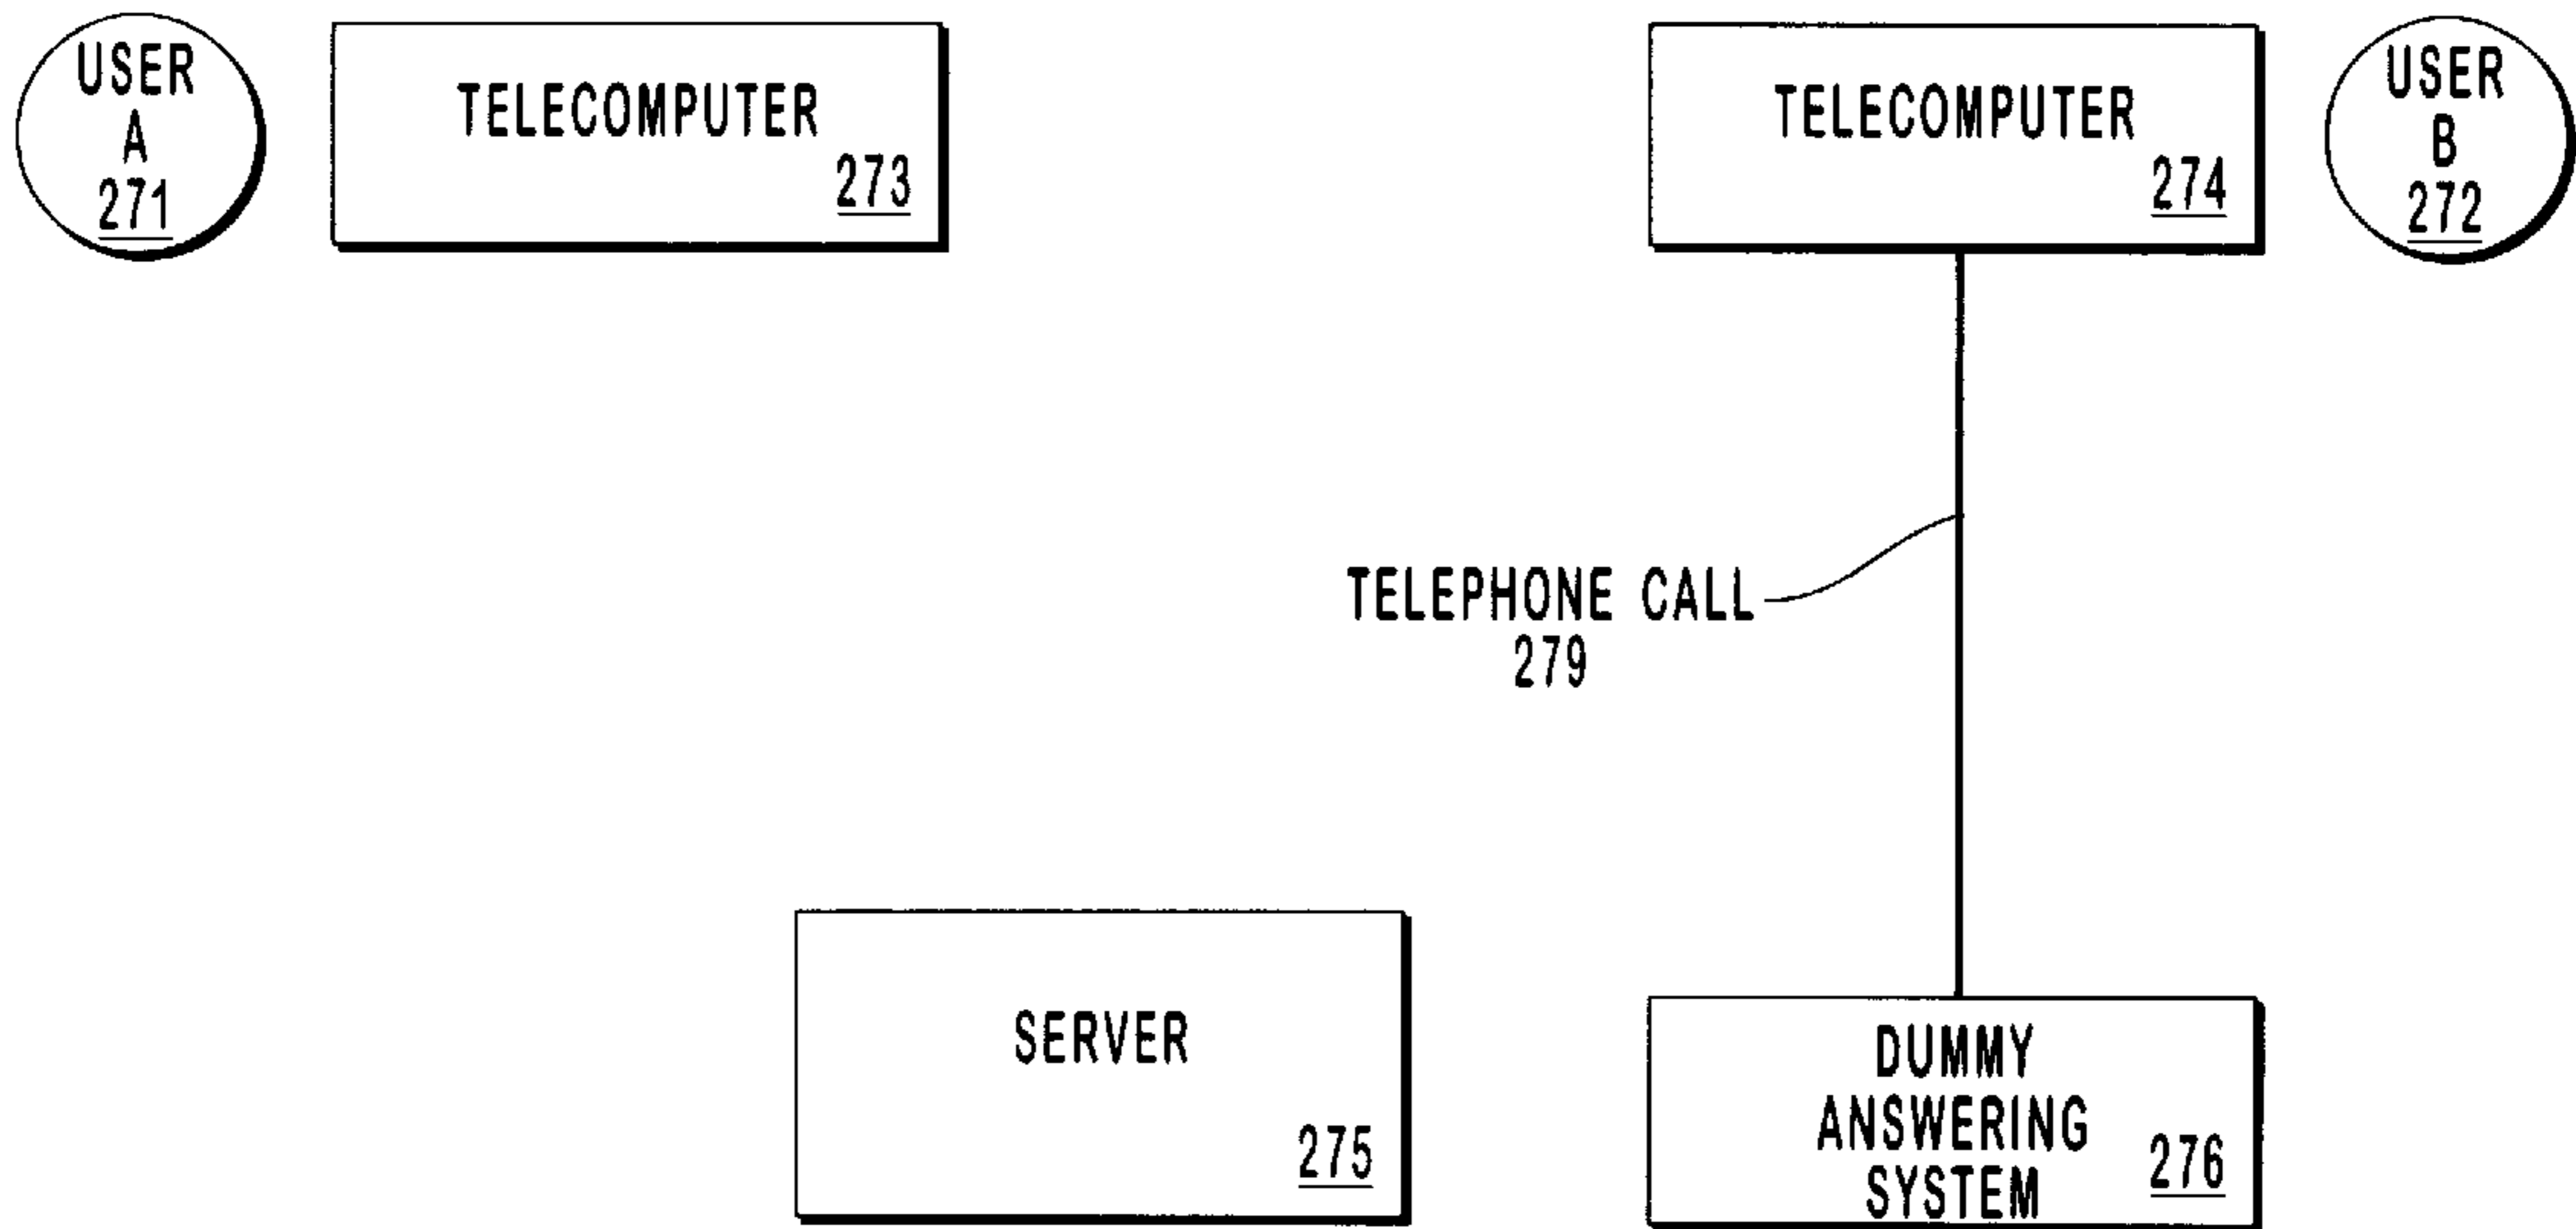 USER
A
271
TELECOMPUTER
273
TELECOMPUTER
274
USER
B
272
TELEPHONE CALL
279
SERVER
275
DUMMY
ANSWERING
SYSTEM
276